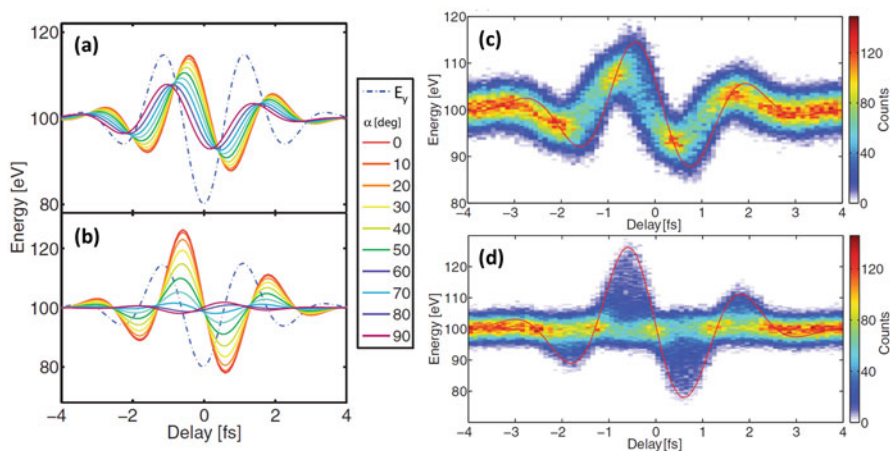 (a)
120
100
80
(b)
120
100
80
Energy [eV]
-4 -2 0 2 4
Delay [fs]
E_y
α [deg]
0
10
20
30
40
50
60
70
80
90
(c)
120
110
100
90
80
Energy [eV]
-4 -3 -2 -1 0 1 2 3 4
Delay[fs]
120
80
40
0
Counts
(d)
120
110
100
90
80
Energy [eV]
-4 -3 -2 -1 0 1 2 3 4
Delay[fs]
120
80
40
0
Counts